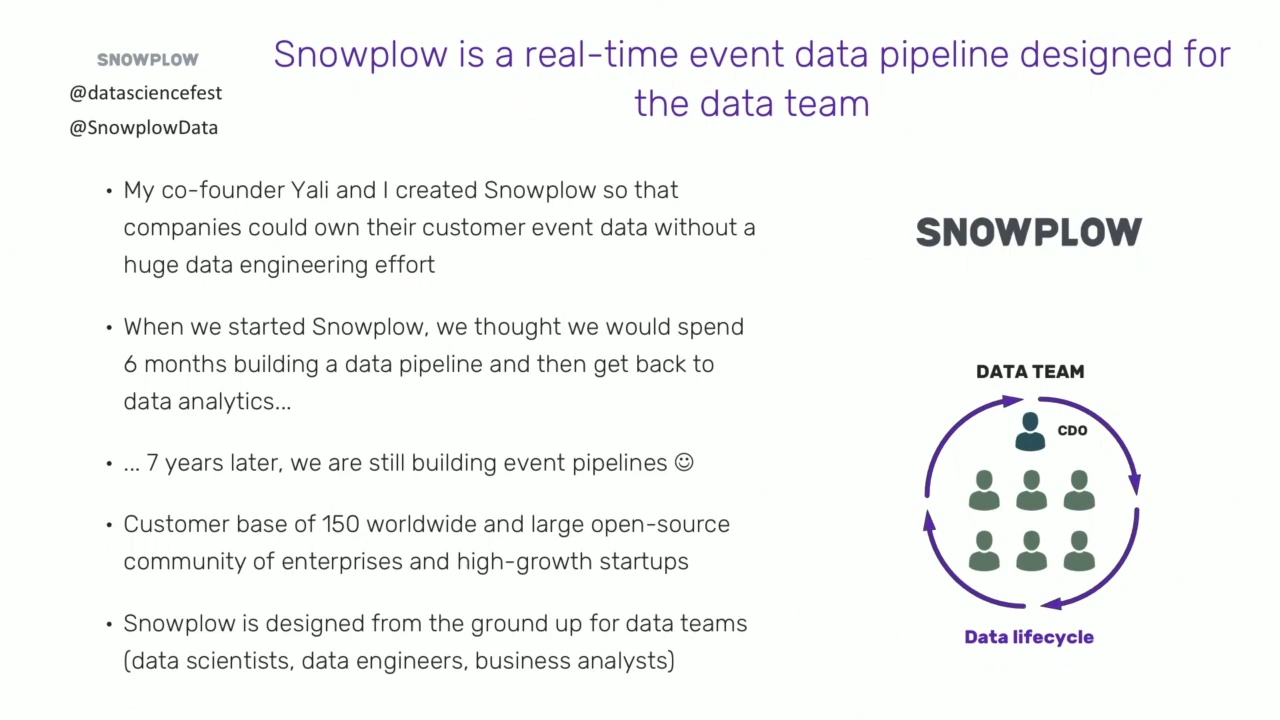 SNOWPLOW
@datasciencefest
@SnowplowData
Snowplow is a real-time event data pipeline designed for
the data team
• My co-founder Yali and I created Snowplow so that
companies could own their customer event data without a
huge data engineering effort
• When we started Snowplow, we thought we would spend
6 months building a data pipeline and then get back to
data analytics...
• ... 7 years later, we are still building event pipelines ☺
• Customer base of 150 worldwide and large open-source
community of enterprises and high-growth startups
• Snowplow is designed from the ground up for data teams
(data scientists, data engineers, business analysts)
SNOWPLOW
DATA TEAM
CDO
Data lifecycle